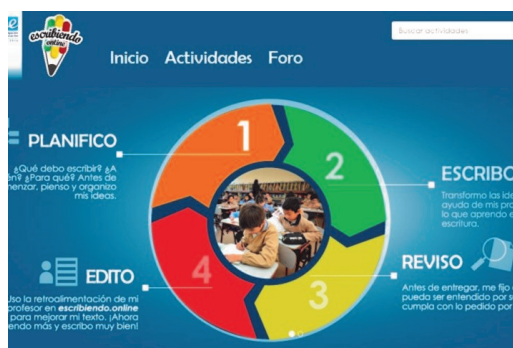 escribiendo
online
Buscar actividades
Inicio Actividades Foro
1
2
3
4
PLANIFICO
¿Qué debo escribir? ¿A
¿Para qué? Antes de
pienso y organizo
mis ideas.
ESCRIBO
Transformo las
ayuda de mis
lo que aprendo
escritura.
REVISO
Antes de entregar, me fijo
pueda ser entendido por
cumpla con lo pedido por
EDITO
Uso la retroalimentación de mi
profesor en escribiendo.online
para mejorar mi texto. ¡Ahora
más y escribo muy bien!